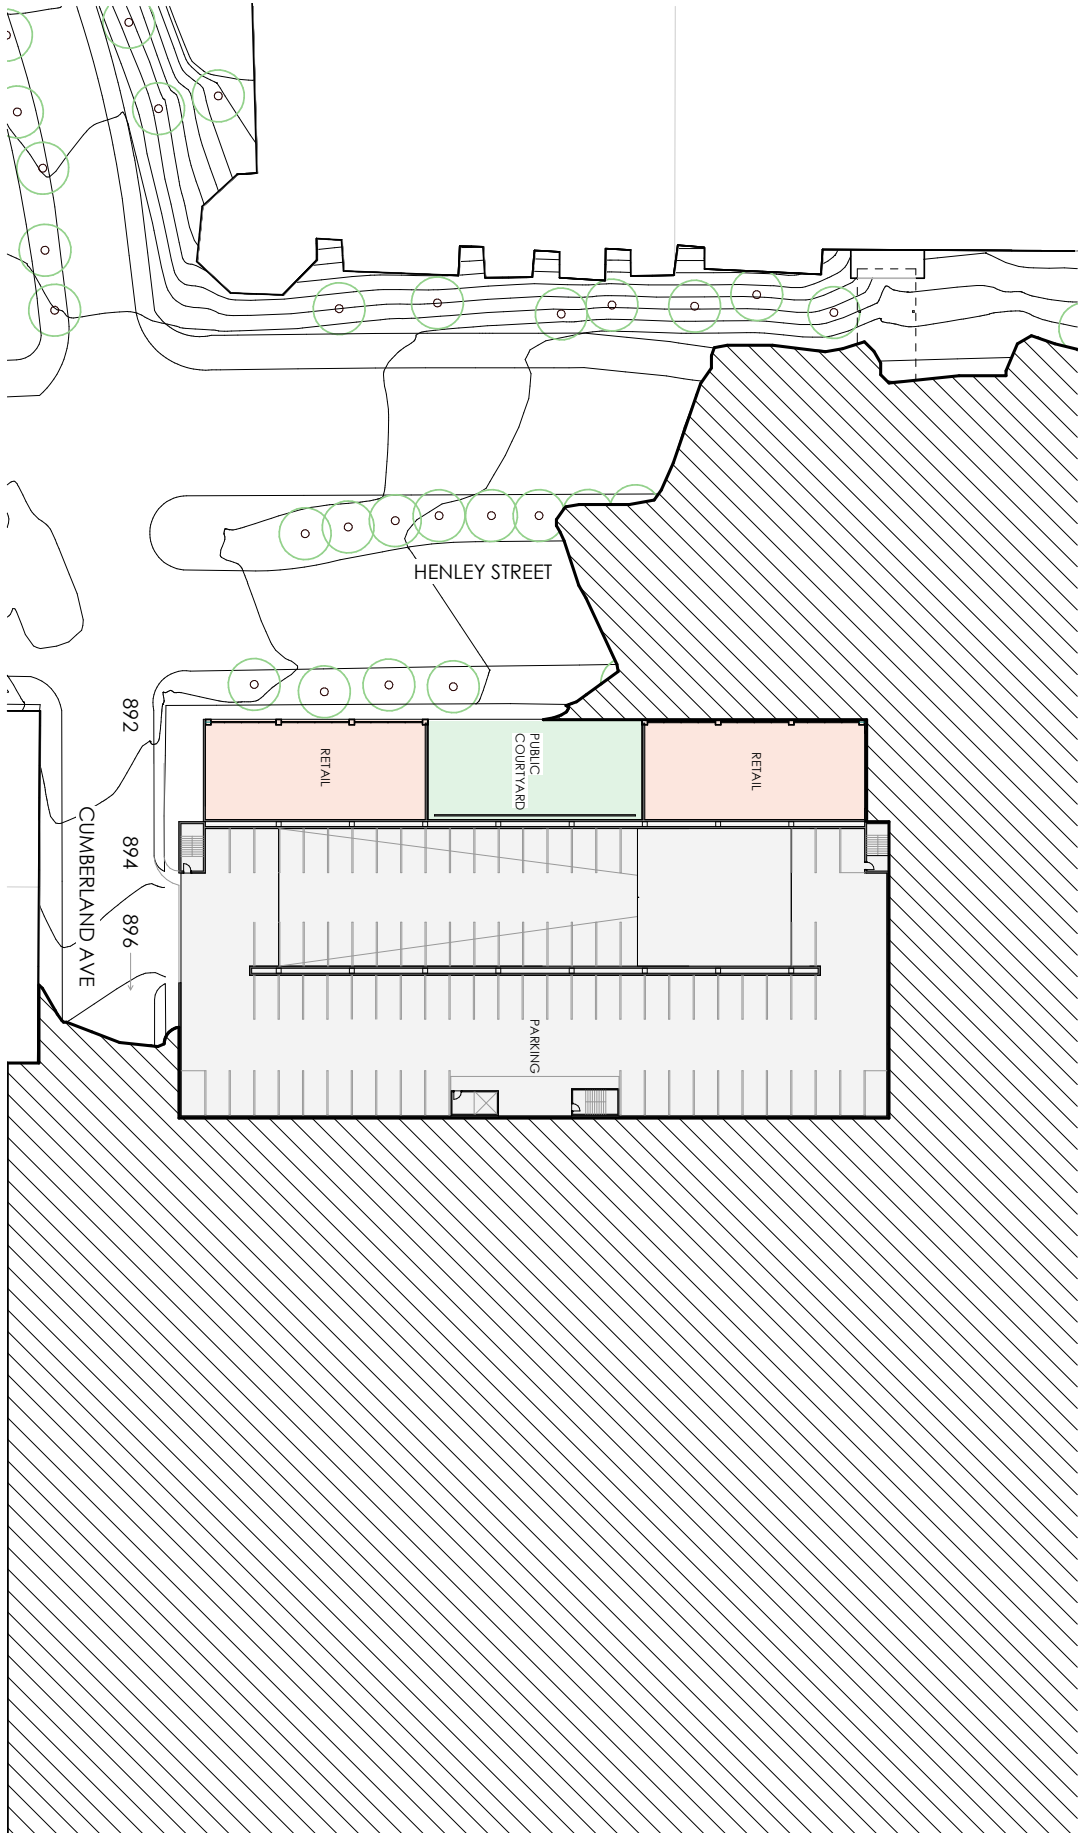 HENLEY STREET
892
RETAIL
PUBLIC
COURTYARD
RETAIL
CUMBERLAND AVE
894
896
PARKING